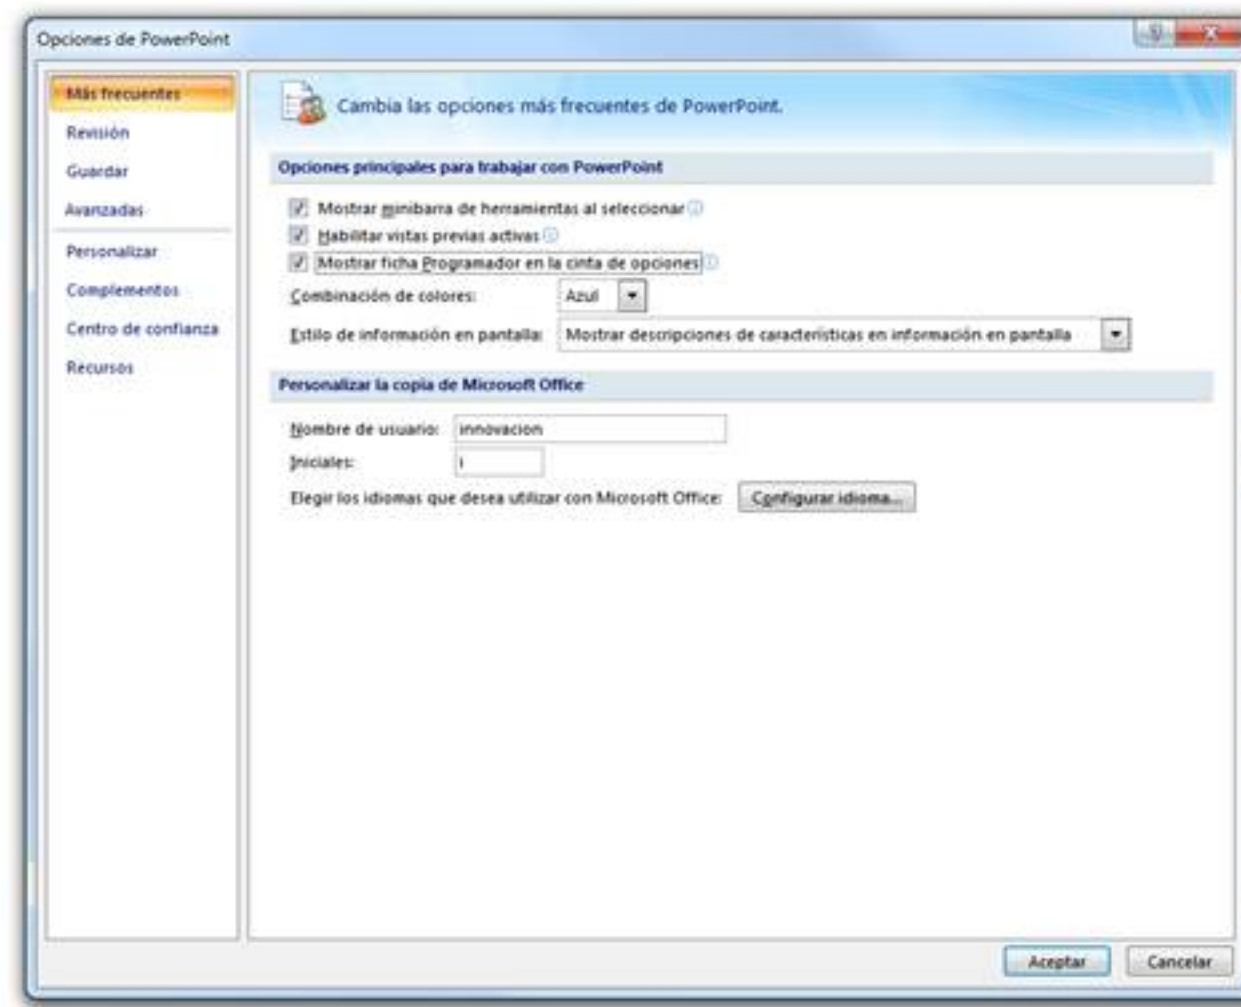 Opciones de PowerPoint
Más frecuentes
Revisión
Guardar
Avanzadas
Personalizar
Complementos
Centro de confianza
Recursos
Cambia las opciones más frecuentes de PowerPoint.
Opciones principales para trabajar con PowerPoint
Mostrar minibarra de herramientas al seleccionar
Habilitar vistas previas activas
Mostrar ficha Programador en la cinta de opciones
Combinación de colores: Azul
Estilo de información en pantalla: Mostrar descripciones de características en información en pantalla
Personalizar la copia de Microsoft Office
Nombre de usuario: innovacion
Iniciales: i
Elegir los idiomas que desea utilizar con Microsoft Office: Configurar idioma...
Aceptar Cancelar